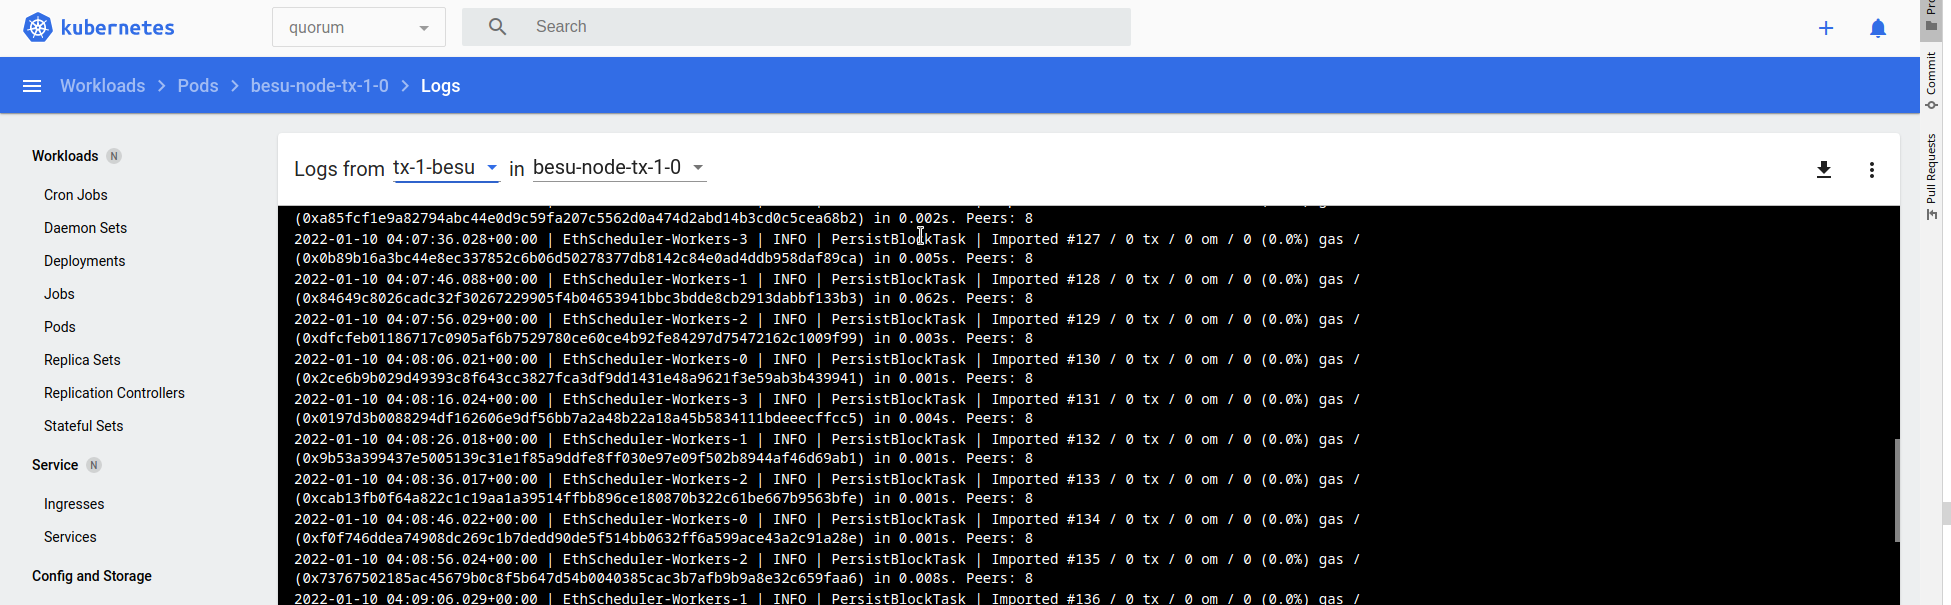 kubernetes
quorum
Search
Workloads > Pods > besu-node-tx-1-0 > Logs
Workloads N
Cron Jobs
Daemon Sets
Deployments
Jobs
Pods
Replica Sets
Replication Controllers
Stateful Sets
Service N
Ingresses
Services
Config and Storage
Logs from tx-1-besu in besu-node-tx-1-0
(0xa85fcf1e9a82794abc44e0d9c59fa207c5562d0a474d2abd14b3cd0c5cea68b2) in 0.002s. Peers: 8
2022-01-10 04:07:36.028+00:00 | EthScheduler-Workers-3 | INFO | PersistBlockTask | Imported #127 / 0 tx / 0 om / 0 (0.0%) gas /
(0x0b89b16a3bc44e8ec337852c6b06d50278377db8142c84e0ad4ddb958daf89ca) in 0.005s. Peers: 8
2022-01-10 04:07:46.088+00:00 | EthScheduler-Workers-1 | INFO | PersistBlockTask | Imported #128 / 0 tx / 0 om / 0 (0.0%) gas /
(0x84649c8026cadc32f30267229905f4b04653941bbc3bdde8cb2913dabbf133b3) in 0.062s. Peers: 8
2022-01-10 04:07:56.029+00:00 | EthScheduler-Workers-2 | INFO | PersistBlockTask | Imported #129 / 0 tx / 0 om / 0 (0.0%) gas /
(0xdfcfeb01186717c0905af6b7529780ce60ce4b92fe84297d75472162c1009f99) in 0.003s. Peers: 8
2022-01-10 04:08:06.021+00:00 | EthScheduler-Workers-0 | INFO | PersistBlockTask | Imported #130 / 0 tx / 0 om / 0 (0.0%) gas /
(0x2ce6b9b029d49393c8f643cc3827fca3df9dd1431e48a9621f3e59ab3b439941) in 0.001s. Peers: 8
2022-01-10 04:08:16.024+00:00 | EthScheduler-Workers-3 | INFO | PersistBlockTask | Imported #131 / 0 tx / 0 om / 0 (0.0%) gas /
(0x0197d3b0088294df162606e9df56bb7a2a48b22a18a45b5834111bdeeecffcc5) in 0.004s. Peers: 8
2022-01-10 04:08:26.018+00:00 | EthScheduler-Workers-1 | INFO | PersistBlockTask | Imported #132 / 0 tx / 0 om / 0 (0.0%) gas /
(0x9b53a399437e5005139c31e1f85a9ddfe8ff030e97e09f502b8944af46d69ab1) in 0.001s. Peers: 8
2022-01-10 04:08:36.017+00:00 | EthScheduler-Workers-2 | INFO | PersistBlockTask | Imported #133 / 0 tx / 0 om / 0 (0.0%) gas /
(0xcab13fb0f64a822c1c19aa1a39514ffbb896ce180870b322c61be667b9563bfe) in 0.001s. Peers: 8
2022-01-10 04:08:46.022+00:00 | EthScheduler-Workers-0 | INFO | PersistBlockTask | Imported #134 / 0 tx / 0 om / 0 (0.0%) gas /
(0xf0f746ddea74908dc269c1b7dedd90de5f514bb0632ff6a599ace43a2c91a28e) in 0.001s. Peers: 8
2022-01-10 04:08:56.024+00:00 | EthScheduler-Workers-2 | INFO | PersistBlockTask | Imported #135 / 0 tx / 0 om / 0 (0.0%) gas /
(0x73767502185ac45679b0c8f5b647d54b0040385cac3b7afb9b9a8e32c659faa6) in 0.008s. Peers: 8
2022-01-10 04:09:06.029+00:00 | EthScheduler-Workers-1 | INFO | PersistBlockTask | Imported #136 / 0 tx / 0 om / 0 (0.0%) gas /
Commit
Pull Requests